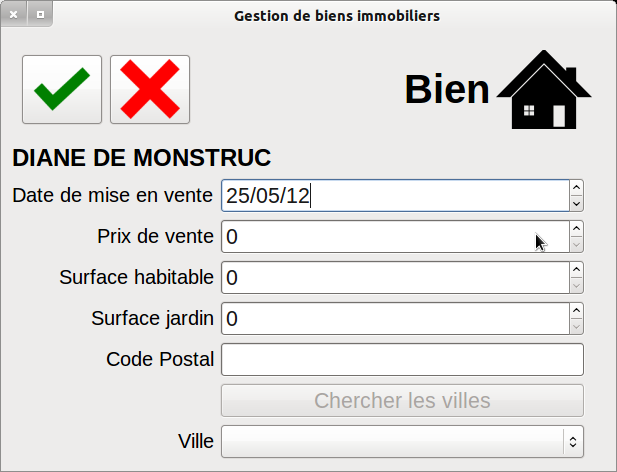 Gestion de biens immobiliers
Bien
DIANE DE MONSTRUC
Date de mise en vente 25/05/12
Prix de vente 0
Surface habitable 0
Surface jardin 0
Code Postal
Chercher les villes
Ville